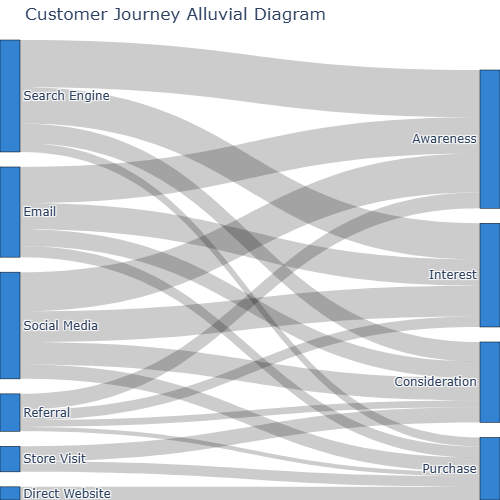 Customer Journey Alluvial Diagram
Search Engine
Awareness
Email
Interest
Social Media
Consideration
Referral
Store Visit
Purchase
Direct Website